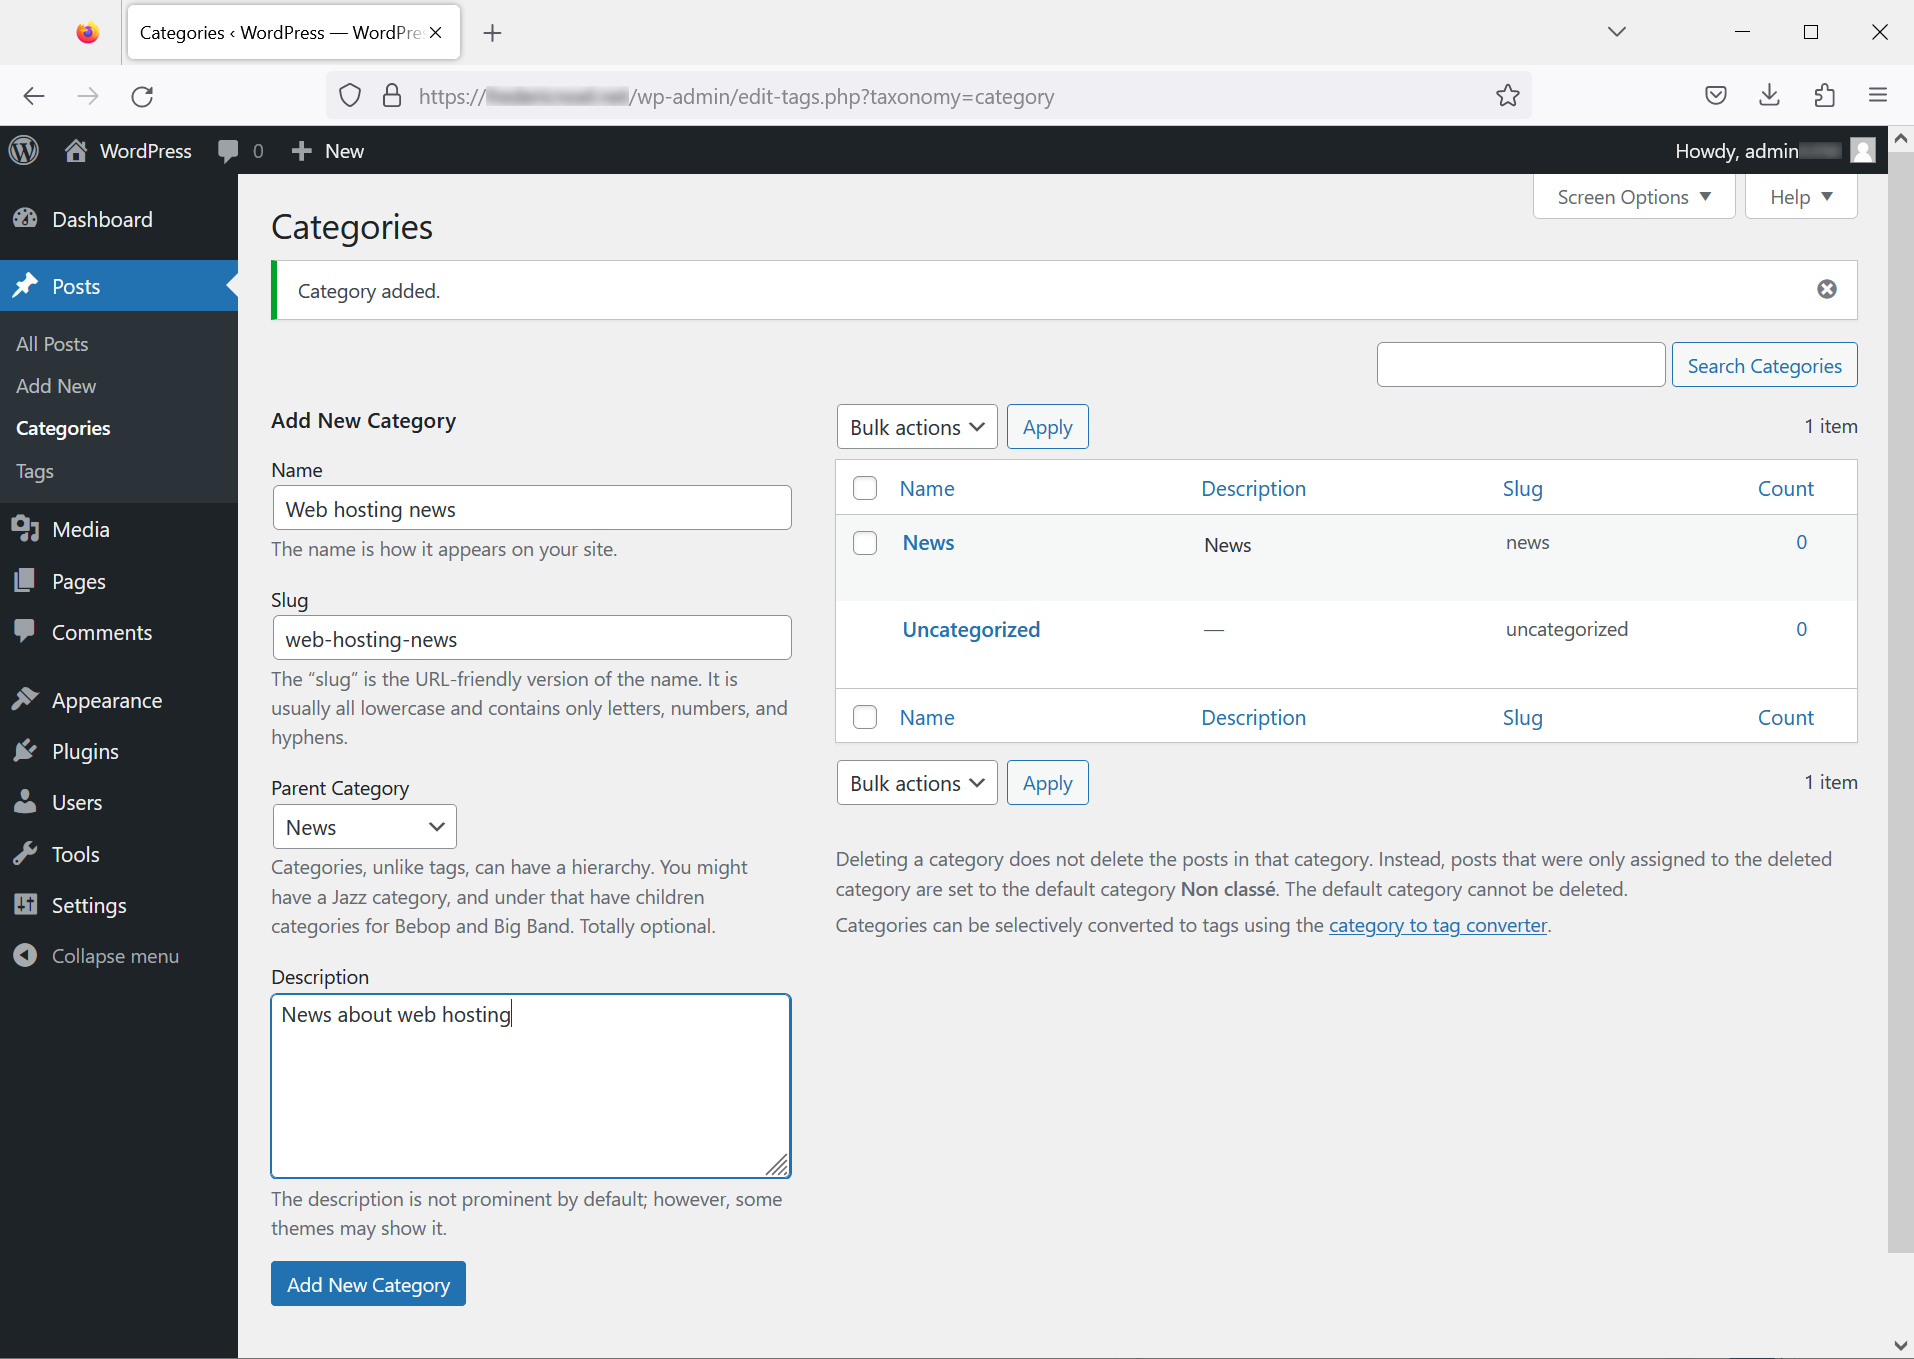 Categories ‹ WordPress — WordPre
https:// /wp-admin/edit-tags.php?taxonomy=category
WordPress 0 New Howdy, admin
Screen Options Help
Dashboard
Posts
All Posts
Add New
Categories
Tags
Media
Pages
Comments
Appearance
Plugins
Users
Tools
Settings
Collapse menu
Categories
Category added.
Search Categories
Add New Category
Name
Web hosting news
The name is how it appears on your site.
Slug
web-hosting-news
The “slug” is the URL-friendly version of the name. It is
usually all lowercase and contains only letters, numbers, and
hyphens.
Parent Category
News
Categories, unlike tags, can have a hierarchy. You might
have a Jazz category, and under that have children
categories for Bebop and Big Band. Totally optional.
Description
News about web hosting
The description is not prominent by default; however, some
themes may show it.
Add New Category
Bulk actions Apply 1 item
Name Description Slug Count
News News news 0
Uncategorized — uncategorized 0
Name Description Slug Count
Bulk actions Apply 1 item
Deleting a category does not delete the posts in that category. Instead, posts that were only assigned to the deleted
category are set to the default category Non classé. The default category cannot be deleted.
Categories can be selectively converted to tags using the category to tag converter.